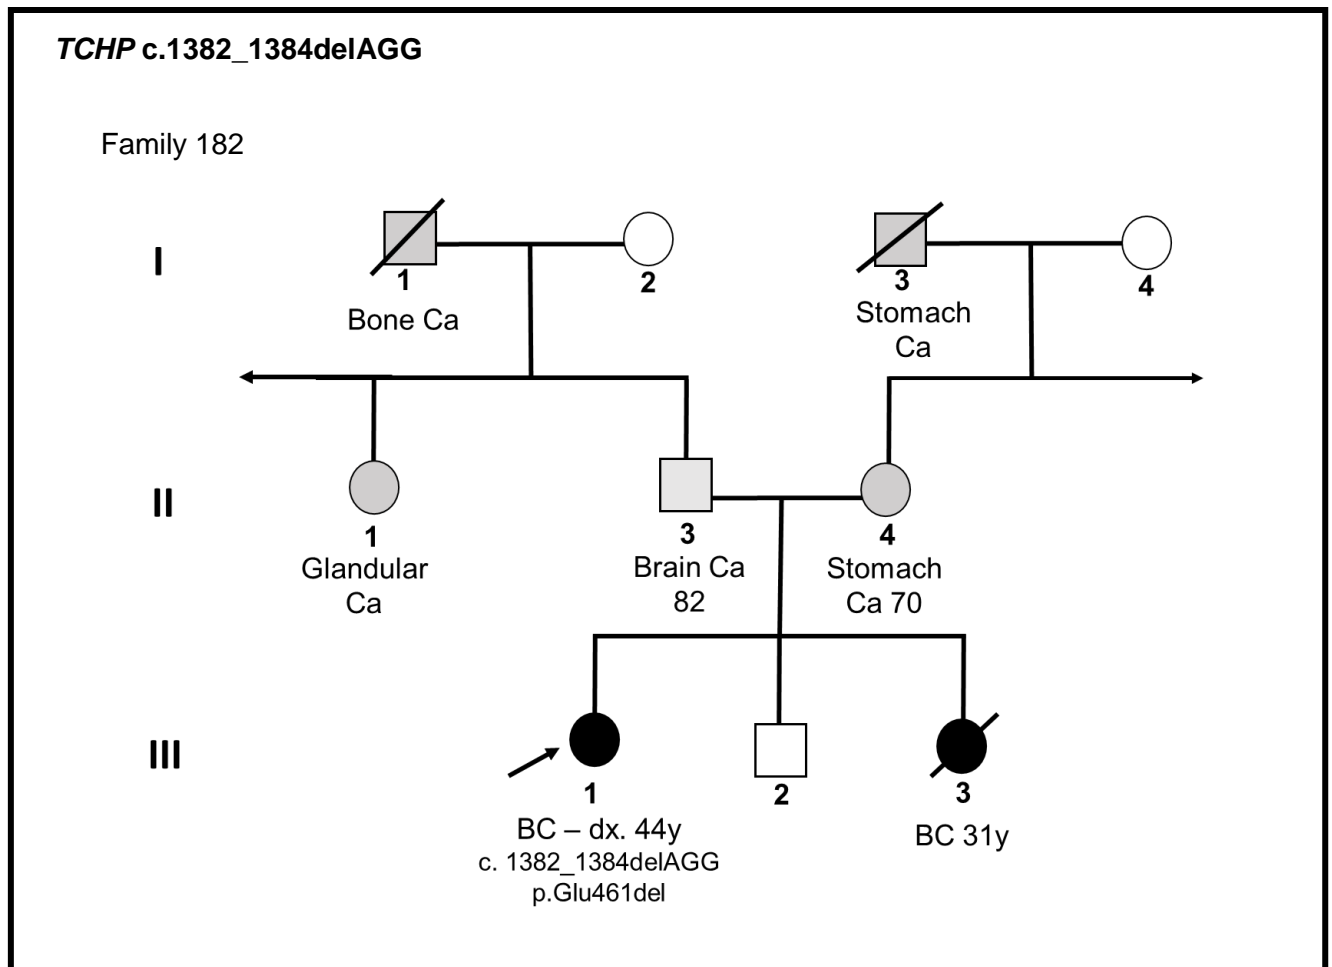 TCHP c.1382_1384delAGG
Family 182
I
1
Bone Ca
2
3
Stomach
Ca
4
II
1
Glandular
Ca
3
Brain Ca
82
4
Stomach
Ca 70
III
1
BC – dx. 44y
c. 1382_1384delAGG
p.Glu461del
2
3
BC 31y